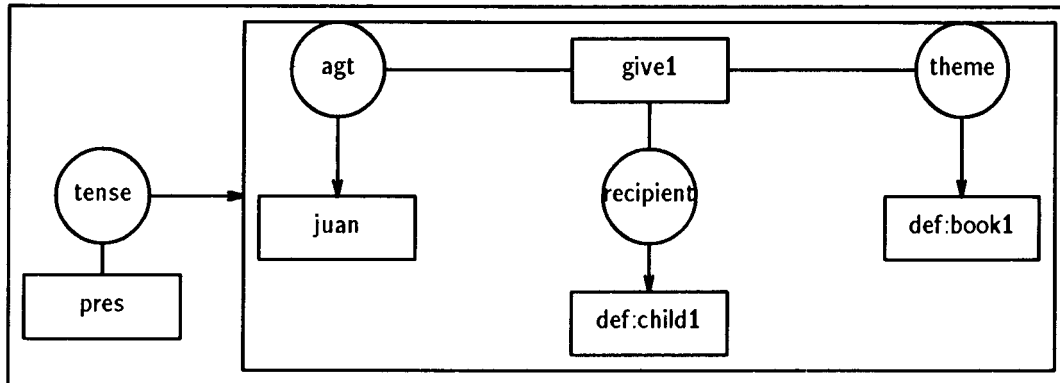 agt
give1
theme
tense
recipient
juan
def:book1
pres
def:child1